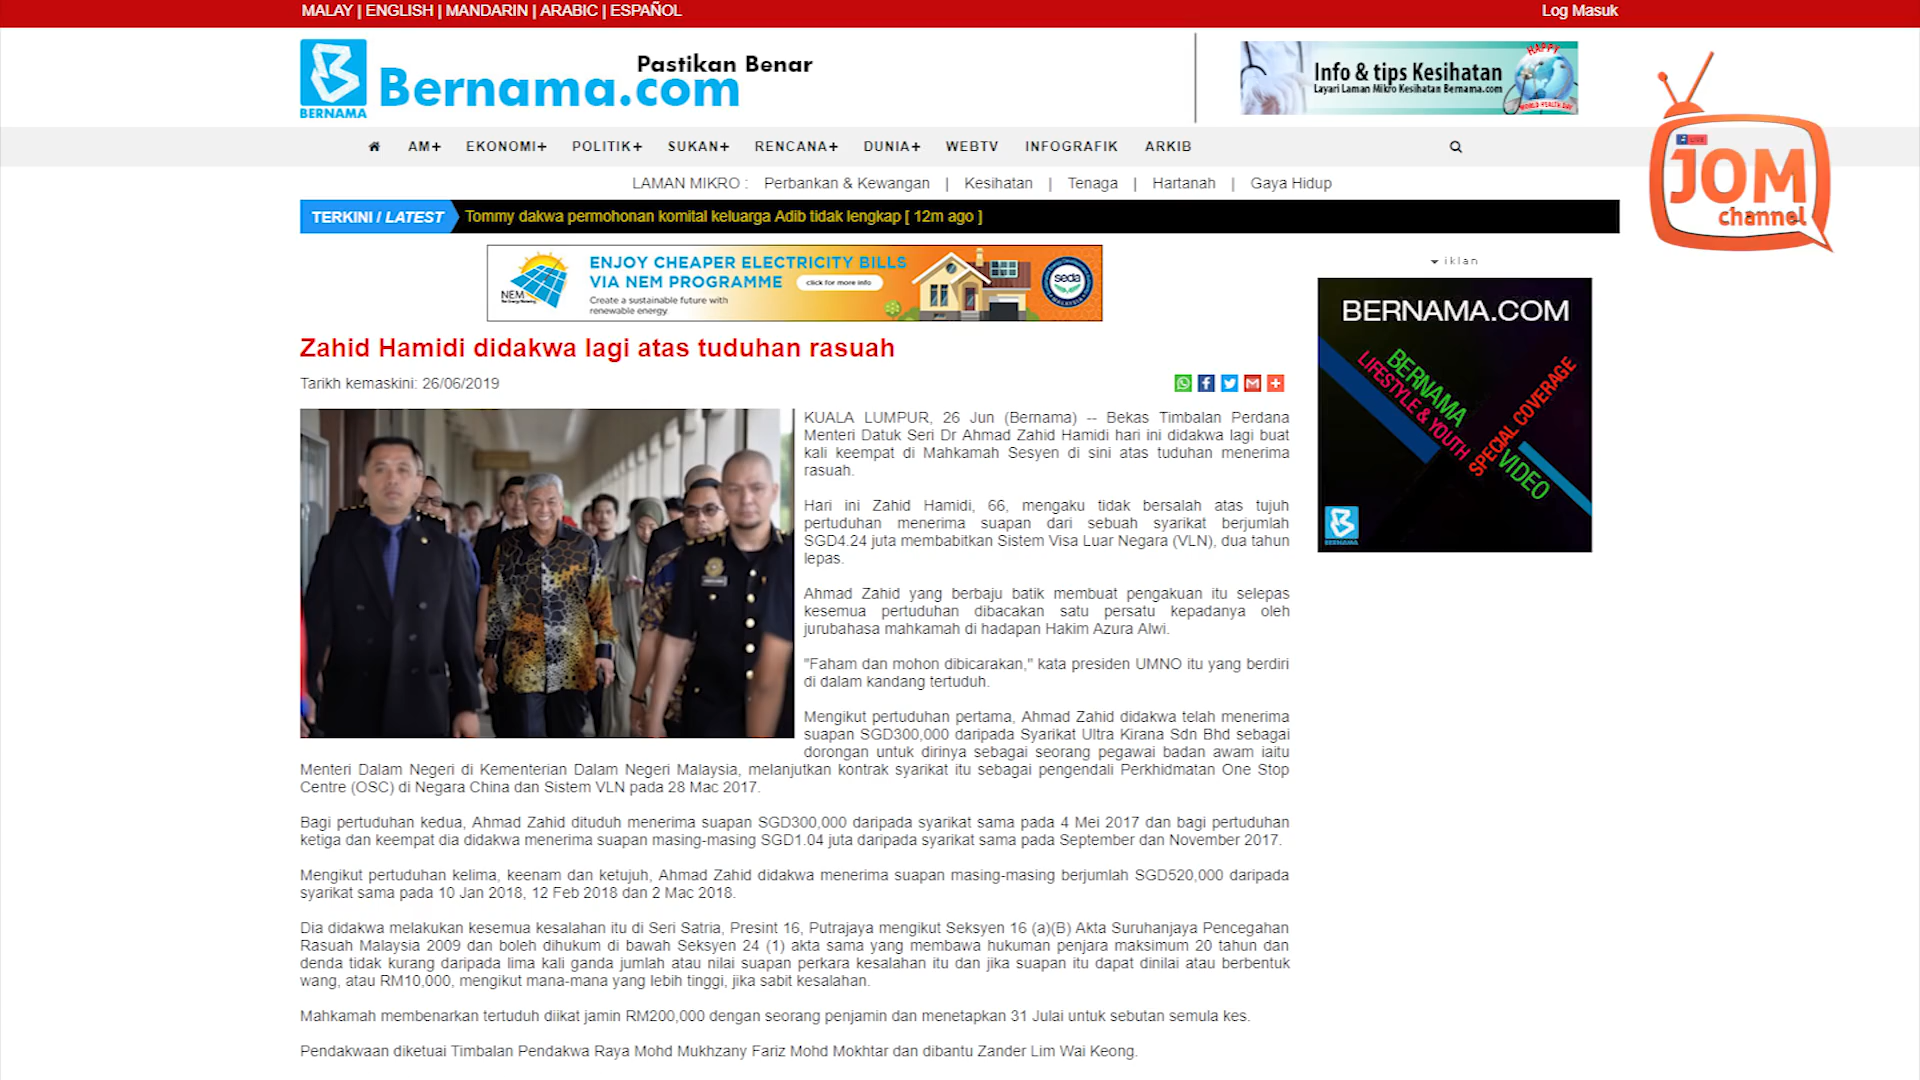 MALAY | ENGLISH | MANDARIN | ARABIC | ESPAÑOL
Log Masuk
BERNAMA
Pastikan Benar
Bernama.com
Info & tips Kesihatan
Layari Laman Mikro Kesihatan Bernama.com
HAPPY
WORLD HEALTH DAY
LIVE
JOM
channel
AM+ EKONOMI+ POLITIK+ SUKAN+ RENCANA+ DUNIA+ WEBTV INFOGRAFIK ARKIB
LAMAN MIKRO : Perbankan & Kewangan | Kesihatan | Tenaga | Hartanah | Gaya Hidup
TERKINI / LATEST
Tommy dakwa permohonan komital keluarga Adib tidak lengkap [ 12m ago ]
NEM
ENJOY CHEAPER ELECTRICITY BILLS
VIA NEM PROGRAMME
click for more info
Create a sustainable future with
renewable energy
seda
iklan
BERNAMA.COM
BERNAMA
LIFESTYLE & YOUTH
SPECIAL COVERAGE
VIDEO
BERNAMA
Zahid Hamidi didakwa lagi atas tuduhan rasuah
Tarikh kemaskini: 26/06/2019
KUALA LUMPUR, 26 Jun (Bernama) -- Bekas Timbalan Perdana
Menteri Datuk Seri Dr Ahmad Zahid Hamidi hari ini didakwa lagi buat
kali keempat di Mahkamah Sesyen di sini atas tuduhan menerima
rasuah.
Hari ini Zahid Hamidi, 66, mengaku tidak bersalah atas tujuh
pertuduhan menerima suapan dari sebuah syarikat berjumlah
SGD4.24 juta membabitkan Sistem Visa Luar Negara (VLN), dua tahun
lepas.
Ahmad Zahid yang berbaju batik membuat pengakuan itu selepas
kesemua pertuduhan dibacakan satu persatu kepadanya oleh
jurubahasa mahkamah di hadapan Hakim Azura Alwi.
"Faham dan mohon dibicarakan," kata presiden UMNO itu yang berdiri
di dalam kandang tertuduh.
Mengikut pertuduhan pertama, Ahmad Zahid didakwa telah menerima
suapan SGD300,000 daripada Syarikat Ultra Kirana Sdn Bhd sebagai
dorongan untuk dirinya sebagai seorang pegawai badan awam iaitu
Menteri Dalam Negeri di Kementerian Dalam Negeri Malaysia, melanjutkan kontrak syarikat itu sebagai pengendali Perkhidmatan One Stop
Centre (OSC) di Negara China dan Sistem VLN pada 28 Mac 2017.
Bagi pertuduhan kedua, Ahmad Zahid dituduh menerima suapan SGD300,000 daripada syarikat sama pada 4 Mei 2017 dan bagi pertuduhan
ketiga dan keempat dia didakwa menerima suapan masing-masing SGD1.04 juta daripada syarikat sama pada September dan November 2017.
Mengikut pertuduhan kelima, keenam dan ketujuh, Ahmad Zahid didakwa menerima suapan masing-masing berjumlah SGD520,000 daripada
syarikat sama pada 10 Jan 2018, 12 Feb 2018 dan 2 Mac 2018.
Dia didakwa melakukan kesemua kesalahan itu di Seri Satria, Presint 16, Putrajaya mengikut Seksyen 16 (a)(B) Akta Suruhanjaya Pencegahan
Rasuah Malaysia 2009 dan boleh dihukum di bawah Seksyen 24 (1) akta sama yang membawa hukuman penjara maksimum 20 tahun dan
denda tidak kurang daripada lima kali ganda jumlah atau nilai suapan perkara kesalahan itu dan jika suapan itu dapat dinilai atau berbentuk
wang, atau RM10,000, mengikut mana-mana yang lebih tinggi, jika sabit kesalahan.
Mahkamah membenarkan tertuduh diikat jamin RM200,000 dengan seorang penjamin dan menetapkan 31 Julai untuk sebutan semula kes.
Pendakwaan diketuai Timbalan Pendakwa Raya Mohd Mukhzany Fariz Mohd Mokhtar dan dibantu Zander Lim Wai Keong.